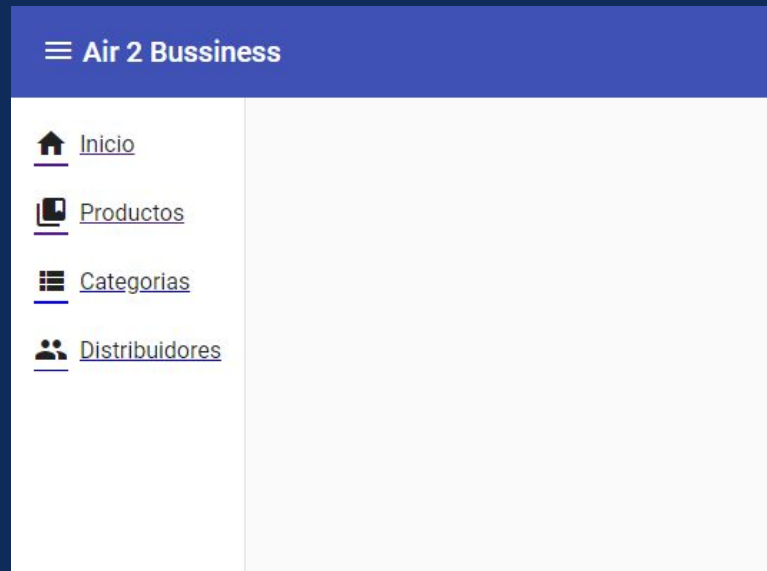 Air 2 Bussiness
Inicio
Productos
Categorias
Distribuidores